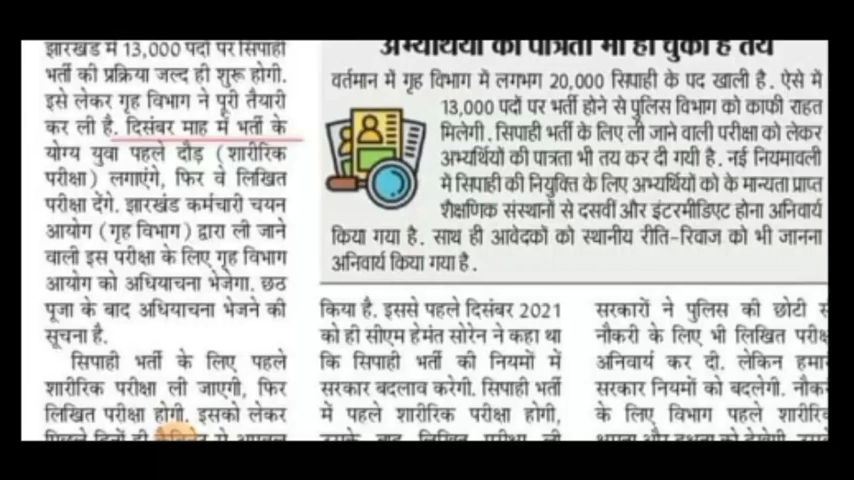 झारखंड में 13,000 पदों पर सिपाही
भर्ती की प्रक्रिया जल्द ही शुरू होगी.
इसे लेकर गृह विभाग ने पूरी तैयारी
कर ली है. दिसंबर माह में भर्ती के
योग्य युवा पहले दौड़ (शारीरिक
परीक्षा) लगाएंगे, फिर वे लिखित
परीक्षा देंगे. झारखंड कर्मचारी चयन
आयोग (गृह विभाग) द्वारा ली जाने
वाली इस परीक्षा के लिए गृह विभाग
आयोग को अधियाचना भेजेगा. छठ
पूजा के बाद अधियाचना भेजने की
सूचना है.
सिपाही भर्ती के लिए पहले
शारीरिक परीक्षा ली जाएगी, फिर
लिखित परीक्षा होगी. इसको लेकर
अभ्यर्थियों की पात्रता भी हो चुकी है तय
वर्तमान में गृह विभाग में लगभग 20,000 सिपाही के पद खाली है. ऐसे में
13,000 पदों पर भर्ती होने से पुलिस विभाग को काफी राहत
मिलेगी. सिपाही भर्ती के लिए ली जाने वाली परीक्षा को लेकर
अभ्यर्थियों की पात्रता भी तय कर दी गयी है. नई नियमावली
में सिपाही की नियुक्ति के लिए अभ्यर्थियों को के मान्यता प्राप्त
शैक्षणिक संस्थानों से दसवीं और इंटरमीडिएट होना अनिवार्य
किया गया है. साथ ही आवेदकों को स्थानीय रीति-रिवाज को भी जानना
अनिवार्य किया गया है.
किया है. इससे पहले दिसंबर 2021
को ही सीएम हेमंत सोरेन ने कहा था
कि सिपाही भर्ती की नियमों में
सरकार बदलाव करेगी. सिपाही भर्ती
में पहले शारीरिक परीक्षा होगी,
सरकारों ने पुलिस की छोटी
नौकरी के लिए भी लिखित
अनिवार्य कर दी. लेकिन
सरकार नियमों को बदलेगी.
के लिए विभाग पहले